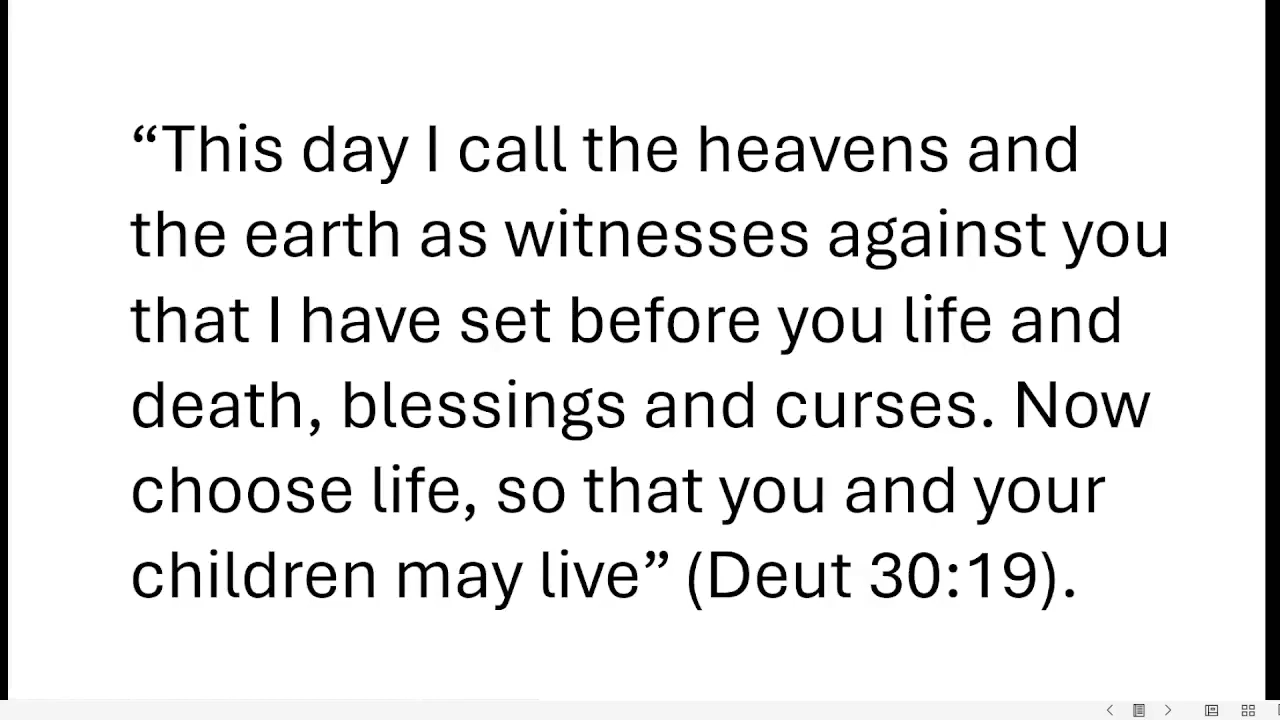 “This day I call the heavens and
the earth as witnesses against you
that I have set before you life and
death, blessings and curses. Now
choose life, so that you and your
children may live” (Deut 30:19).